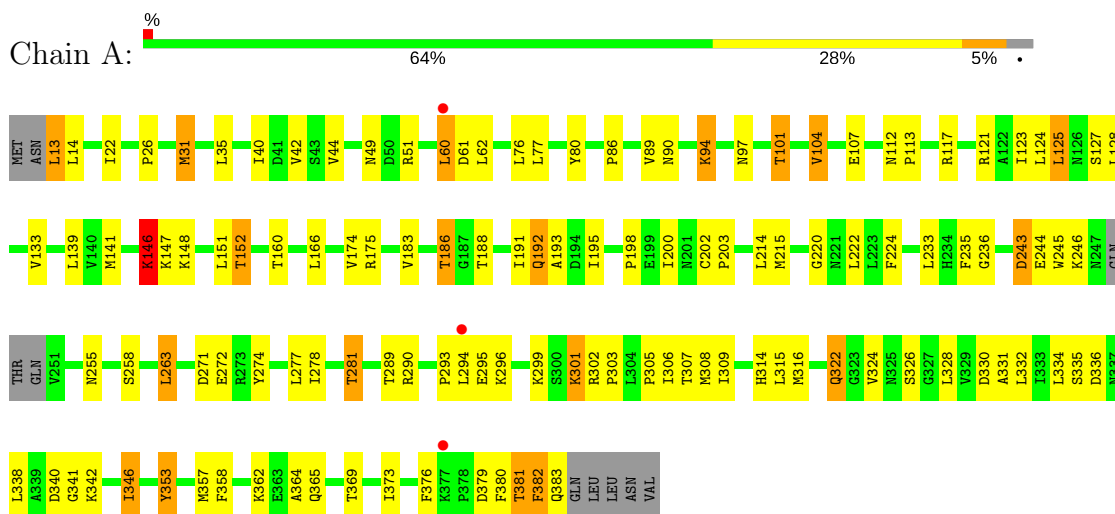 %
Chain A:
64% 28% 5% •
MET ASN L13 L14 I22 P26 M31 L35 I40 D41 V42 S43 V44 N49 D50 R51 L60 D61 L62 L76 L77 Y80 P86 V89 N90 K94 N97 T101 V104 E107 N112 P113 R117 R121 A122 I123 L124 L125 N126 S127 L128
V133 L139 V140 M141 K146 K147 K148 L151 T152 T160 L166 V174 R175 V183 T186 G187 T188 I191 Q192 A193 D194 I195 P198 E199 I200 N201 C202 P203 L214 M215 G220 N221 L222 L223 F224 L233 H234 F235 G236 D243 E244 W245 K246 N247 GLN
THR GLN V251 N255 S258 L263 D271 E272 R273 Y274 L277 I278 T281 T289 R290 P293 L294 E295 K296 K299 S300 K301 R302 P303 L304 P305 I306 T307 M308 I309 H314 L315 M316 Q322 G323 V324 N325 S326 G327 L328 V329 D330 A331 L332 I333 L334 S335 D336 N337
L338 A339 D340 G341 K342 I346 Y353 M357 F358 K362 E363 A364 Q365 T369 I373 F376 K377 P378 D379 F380 T381 F382 Q383 GLN LEU LEU ASN VAL